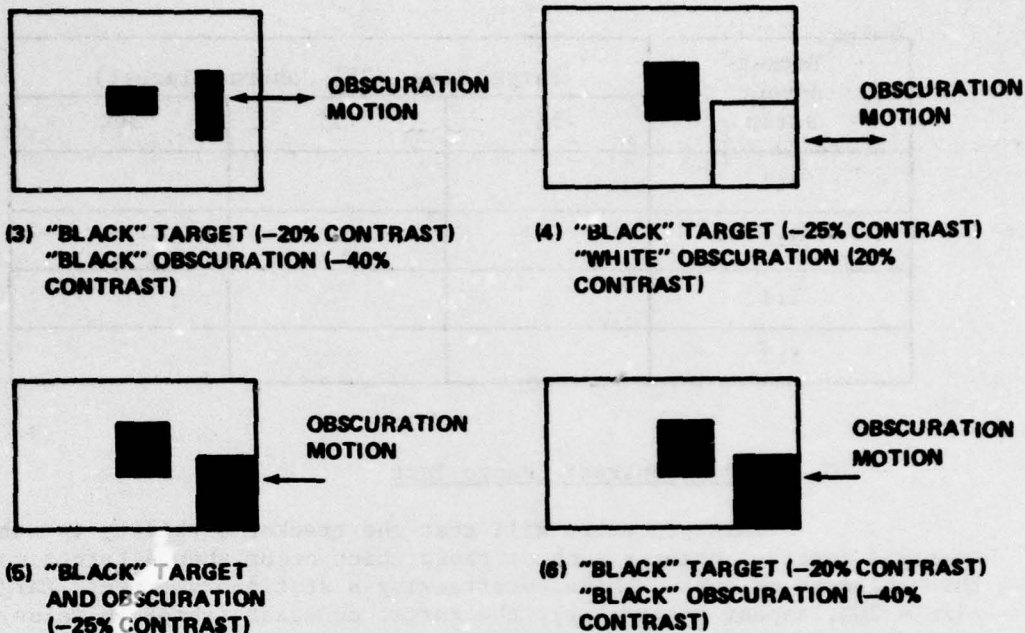 OBSCURATION
MOTION
OBSCURATION
MOTION
(3) "BLACK" TARGET (–20% CONTRAST)
"BLACK" OBSCURATION (–40%
CONTRAST)
(4) "BLACK" TARGET (–25% CONTRAST)
"WHITE" OBSCURATION (20%
CONTRAST)
OBSCURATION
MOTION
OBSCURATION
MOTION
(5) "BLACK" TARGET
AND OBSCURATION
(–25% CONTRAST)
(6) "BLACK" TARGET (–20% CONTRAST)
"BLACK" OBSCURATION (–40%
CONTRAST)